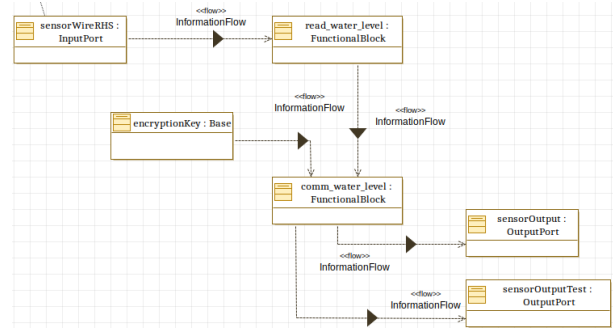 sensorWireRHS :
InputPort
<<flow>>
InformationFlow
read_water_level :
FunctionalBlock
<<flow>>
InformationFlow
<<flow>>
InformationFlow
encryptionKey : Base
comm_water_level :
FunctionalBlock
sensorOutput :
OutputPort
<<flow>>
InformationFlow
sensorOutputTest :
OutputPort
<<flow>>
InformationFlow